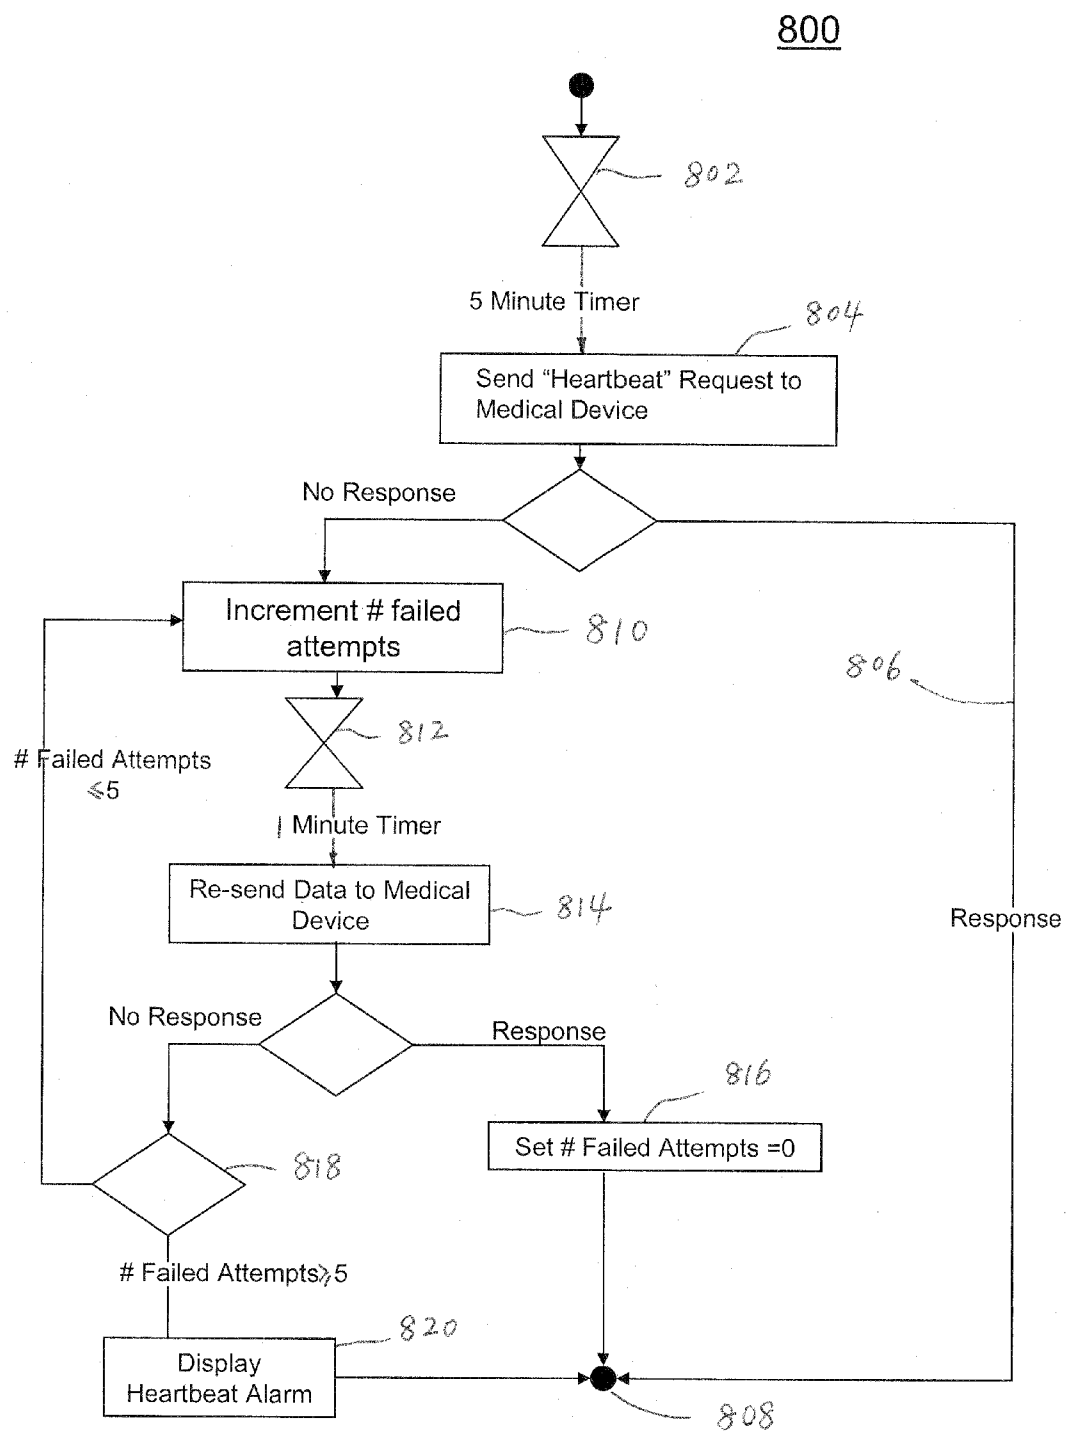 800
802
5 Minute Timer
804
Send “Heartbeat” Request to
Medical Device
No Response
Increment # failed
attempts
810
806
812
# Failed Attempts
⩽5
1 Minute Timer
Re-send Data to Medical
Device
814
Response
No Response
Response
816
Set # Failed Attempts =0
818
# Failed Attempts⩾5
820
Display
Heartbeat Alarm
808